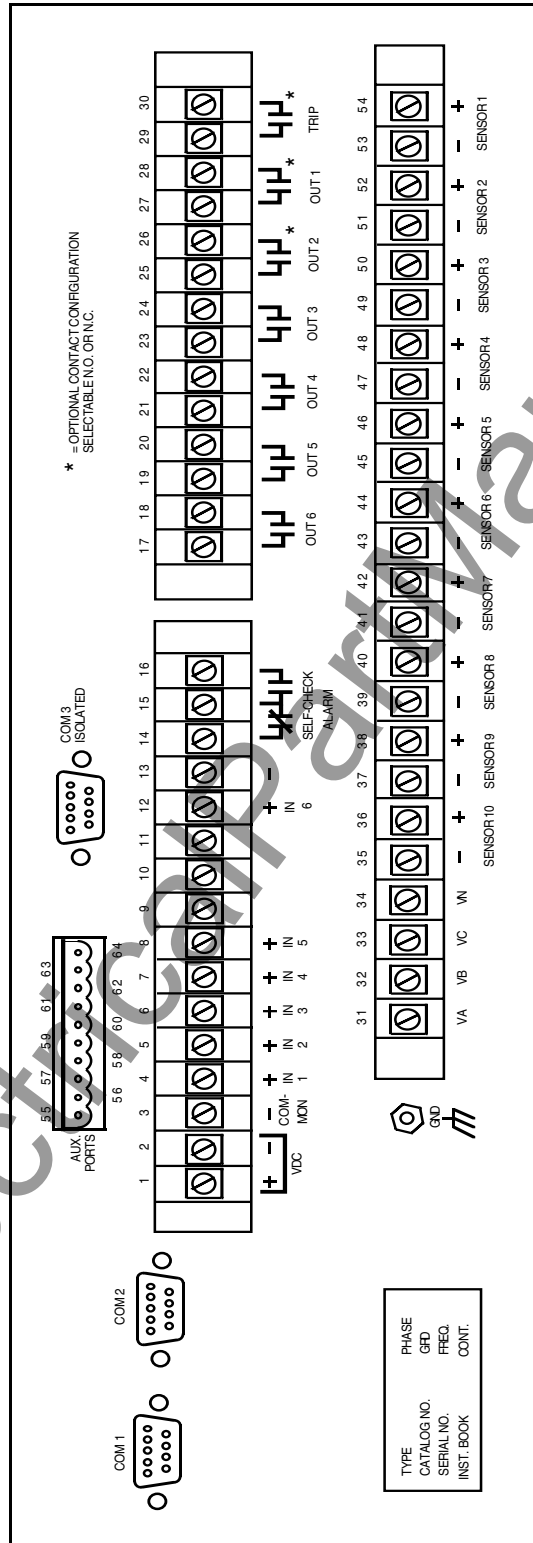 COM 1
COM 2
AUX.
PORTS
55 57 59 61 63
56 58 60 62 64
COM 3
ISOLATED
* = OPTIONAL CONTACT CONFIGURATION
SELECTABLE N.O. OR N.C.
1 2 3 4 5 6 7 8 9 10 11 12 13 14 15 16
+ − − + + + + + + −
VDC
COM-
MON
IN
1
IN
2
IN
3
IN
4
IN
5
IN
6
SELF-CHECK
ALARM
17 18 19 20 21 22 23 24 25 26 27 28 29 30
* * *
OUT 6 OUT 5 OUT 4 OUT 3 OUT 2 OUT 1 TRIP
TYPE PHASE
CATALOG NO. GRD
SERIAL NO. FREQ.
INST. BOOK CONT.
GND
31 32 33 34 35 36 37 38 39 40 41 42 43 44 45 46 47 48 49 50 51 52 53 54
VA VB VC VN − + − + − + − + − + − + − + − + − + − +
SENSOR 10 SENSOR 9 SENSOR 8 SENSOR 7 SENSOR 6 SENSOR 5 SENSOR 4 SENSOR 3 SENSOR 2 SENSOR 1
ctricalPartMa